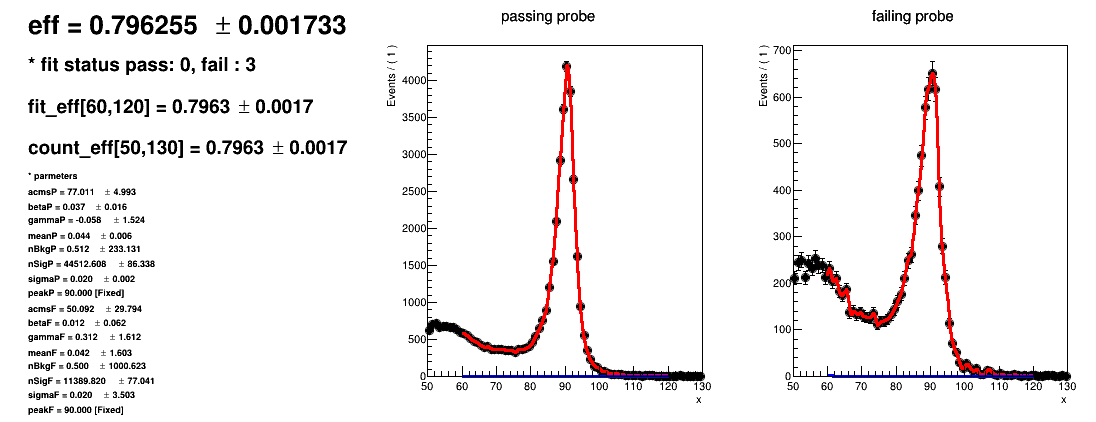 eff = 0.796255 ± 0.001733
* fit status pass: 0, fail : 3
fit_eff[60,120] = 0.7963 ± 0.0017
count_eff[50,130] = 0.7963 ± 0.0017
* parmeters
acmsP = 77.011 ± 4.993
betaP = 0.037 ± 0.016
gammaP = -0.058 ± 1.524
meanP = 0.044 ± 0.006
nBkgP = 0.512 ± 233.131
nSigP = 44512.608 ± 86.338
sigmaP = 0.020 ± 0.002
peakP = 90.000 [Fixed]
acmsF = 50.092 ± 29.794
betaF = 0.012 ± 0.062
gammaF = 0.312 ± 1.612
meanF = 0.042 ± 1.603
nBkgF = 0.500 ± 1000.623
nSigF = 11389.820 ± 77.041
sigmaF = 0.020 ± 3.503
peakF = 90.000 [Fixed]
passing probe
Events / ( 1 )
4000
4500
3500
3000
2500
2000
1500
1000
500
0
50 60 70 80 90 100 110 120 130
x
failing probe
Events / ( 1 )
700
600
500
400
300
200
100
0
50 60 70 80 90 100 110 120 130
x